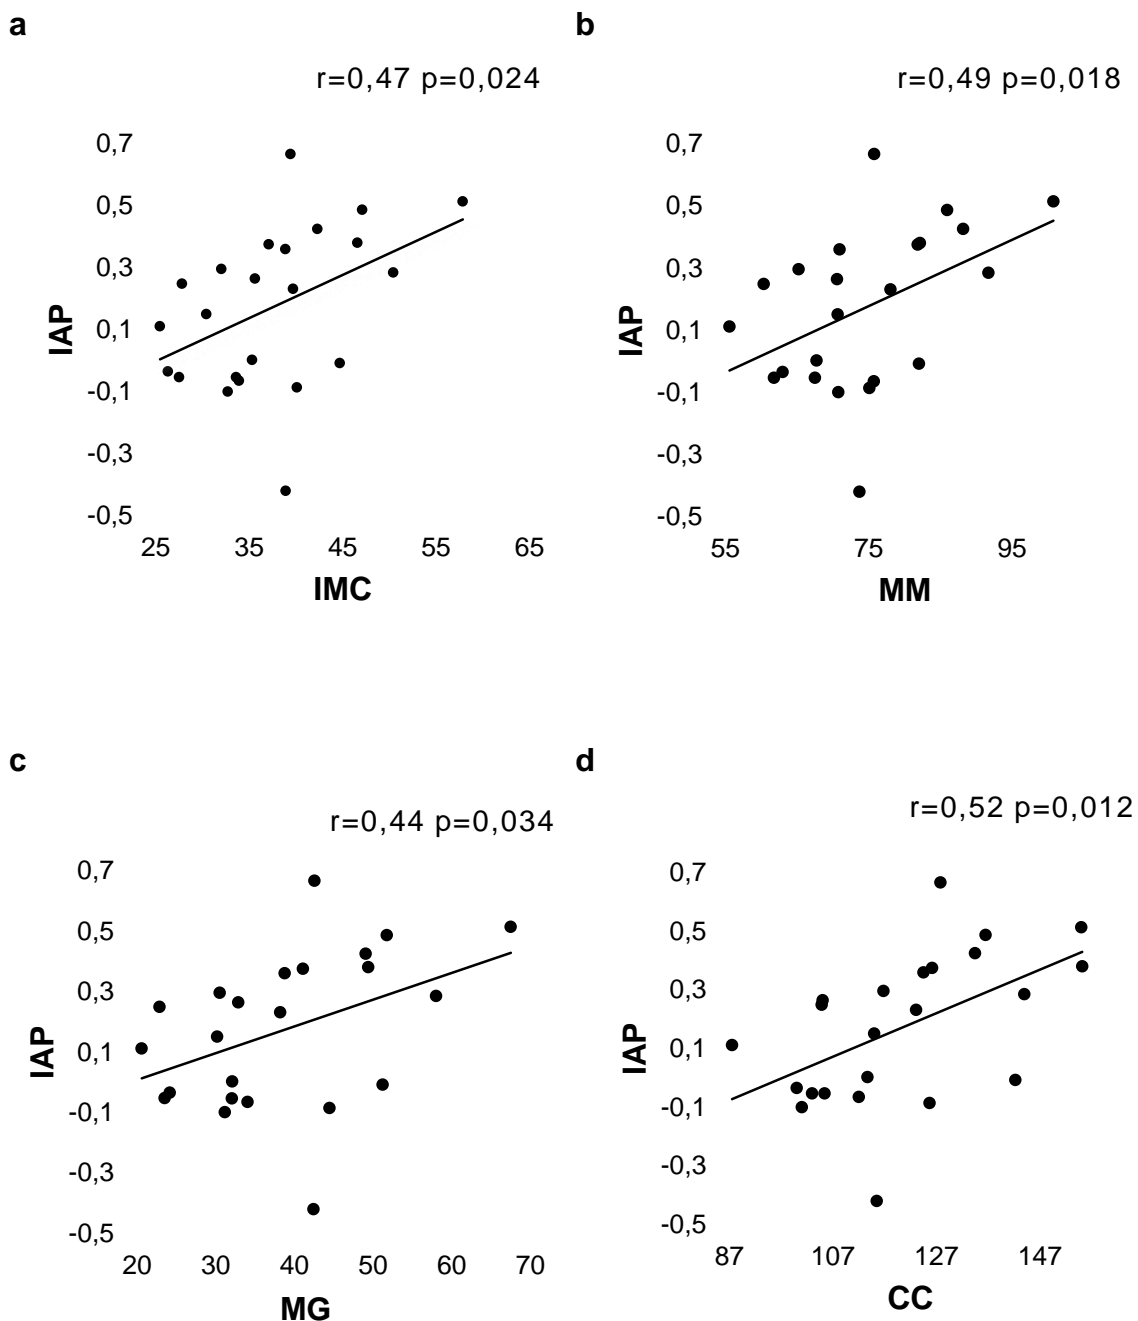 a
r=0,47 p=0,024
0,7
0,5
0,3
0,1
-0,1
-0,3
-0,5
IAP
25 35 45 55 65
IMC
b
r=0,49 p=0,018
0,7
0,5
0,3
0,1
-0,1
-0,3
-0,5
IAP
55 75 95
MM
c
r=0,44 p=0,034
0,7
0,5
0,3
0,1
-0,1
-0,3
-0,5
IAP
20 30 40 50 60 70
MG
d
r=0,52 p=0,012
0,7
0,5
0,3
0,1
-0,1
-0,3
-0,5
IAP
87 107 127 147
CC